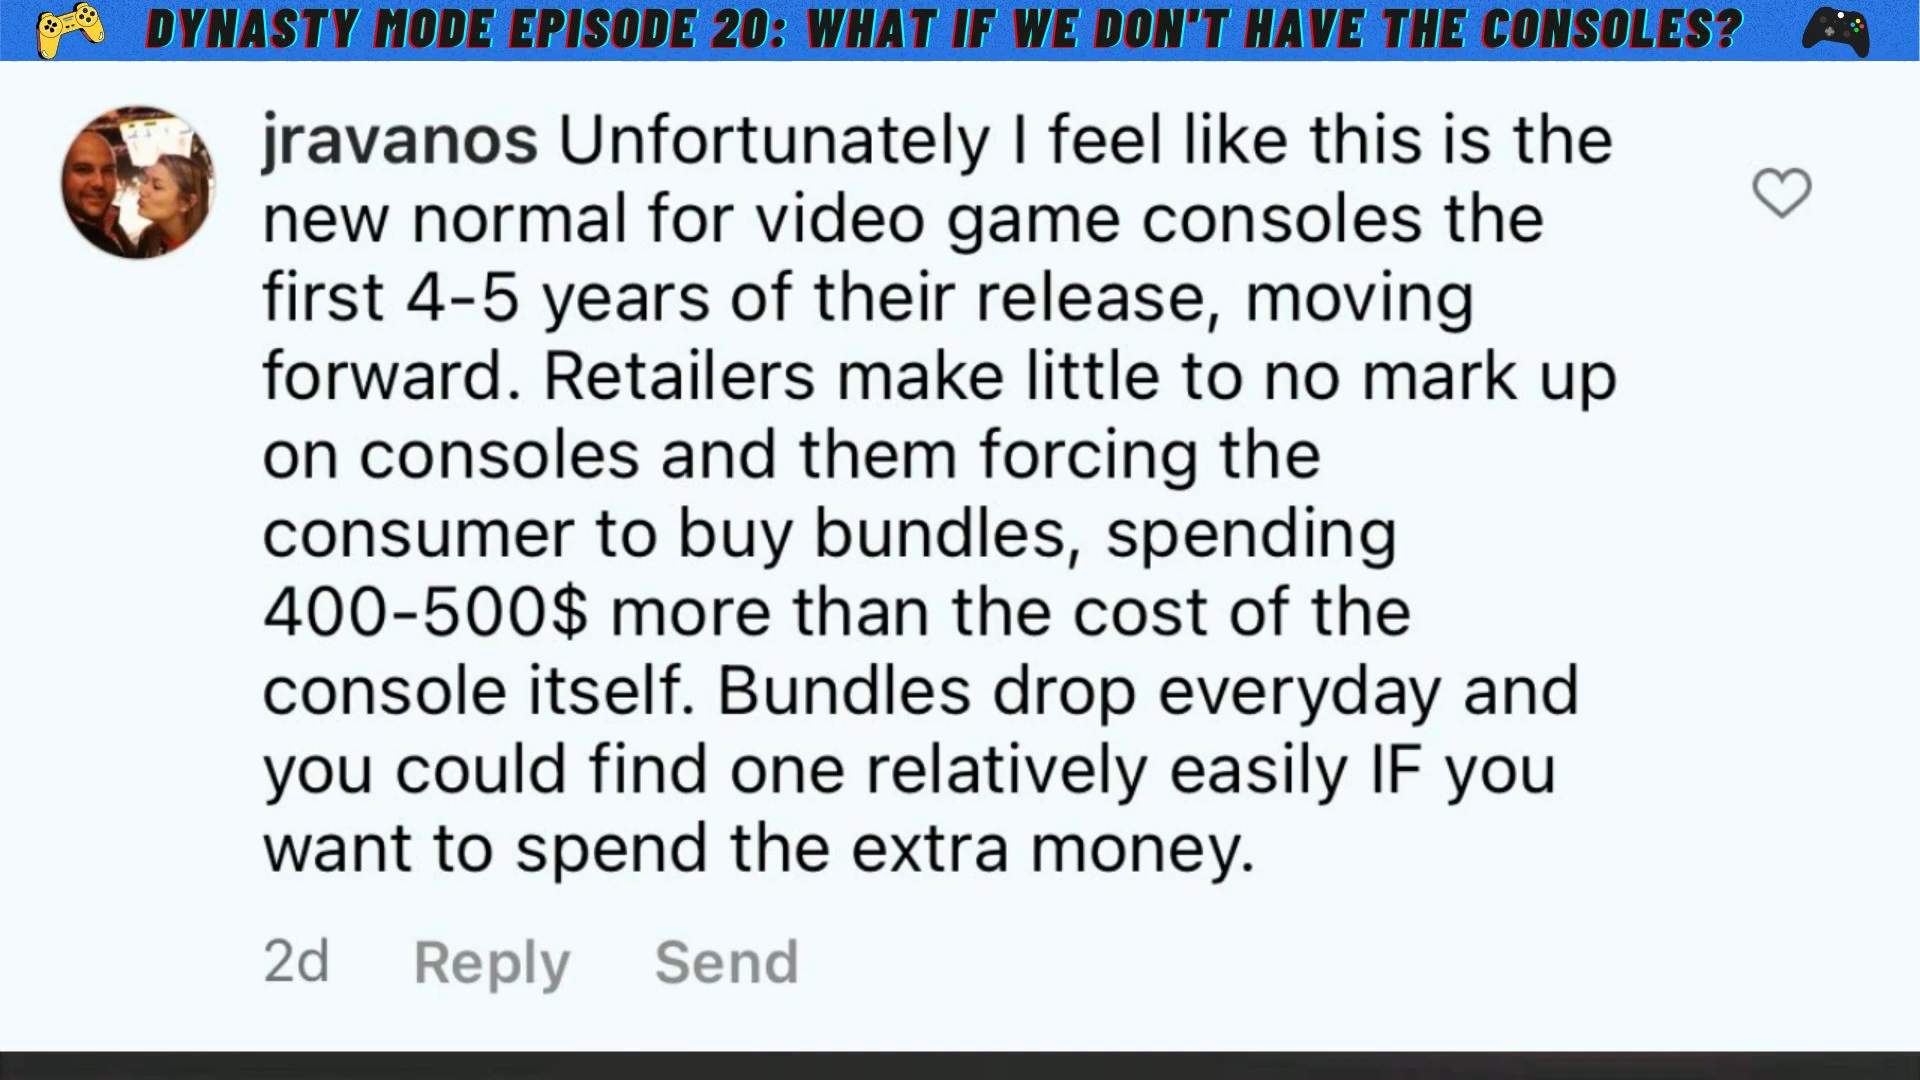 DYNASTY MODE EPISODE 20: WHAT IF WE DON'T HAVE THE CONSOLES?
jravanos Unfortunately I feel like this is the
new normal for video game consoles the
first 4-5 years of their release, moving
forward. Retailers make little to no mark up
on consoles and them forcing the
consumer to buy bundles, spending
400-500$ more than the cost of the
console itself. Bundles drop everyday and
you could find one relatively easily IF you
want to spend the extra money.
2d Reply Send